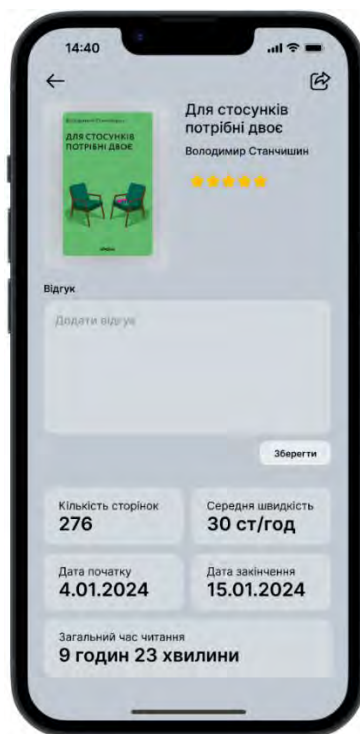 14:40
Для стосунків
потрібні двоє
Володимир Станчишин
Володимир Станчишин
ДЛЯ СТОСУНКІВ
ПОТРІБНІ ДВОЄ
Відгук
Додати відгук
Зберегти
Кількість сторінок
276
Середня швидкість
30 ст/год
Дата початку
4.01.2024
Дата закінчення
15.01.2024
Загальний час читання
9 годин 23 хвилини